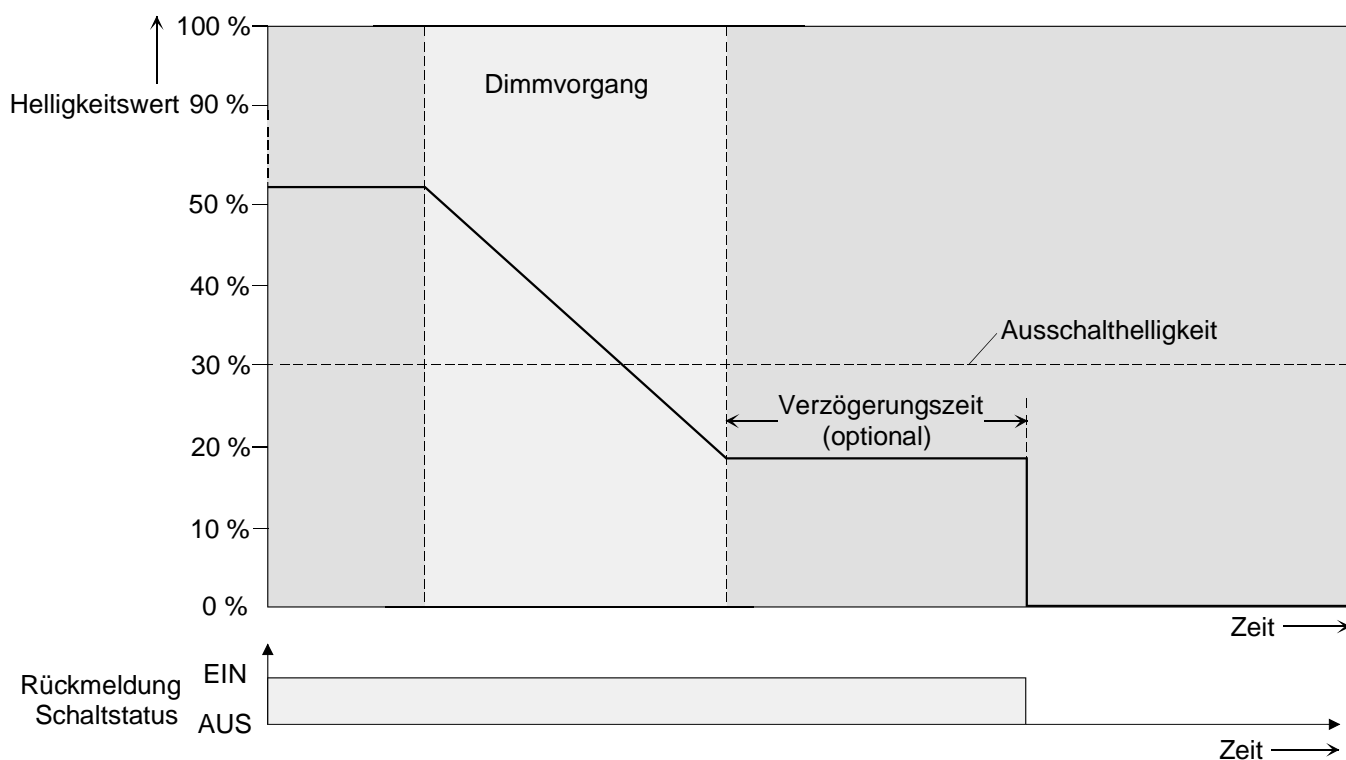 100 %
Dimmvorgang
Helligkeitswert 90 %
50 %
40 %
Ausschalthelligkeit
30 %
Verzögerungszeit
(optional)
20 %
10 %
0 %
Zeit
EIN
Rückmeldung
Schaltstatus
AUS
Zeit